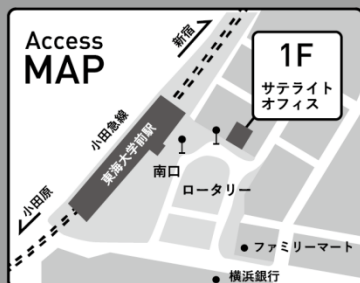 Access
MAP
新宿
1F
サテライト
オフィス
小田急線
東海大学前駅
南口
ロータリー
小田原
ファミリーマート
横浜銀行